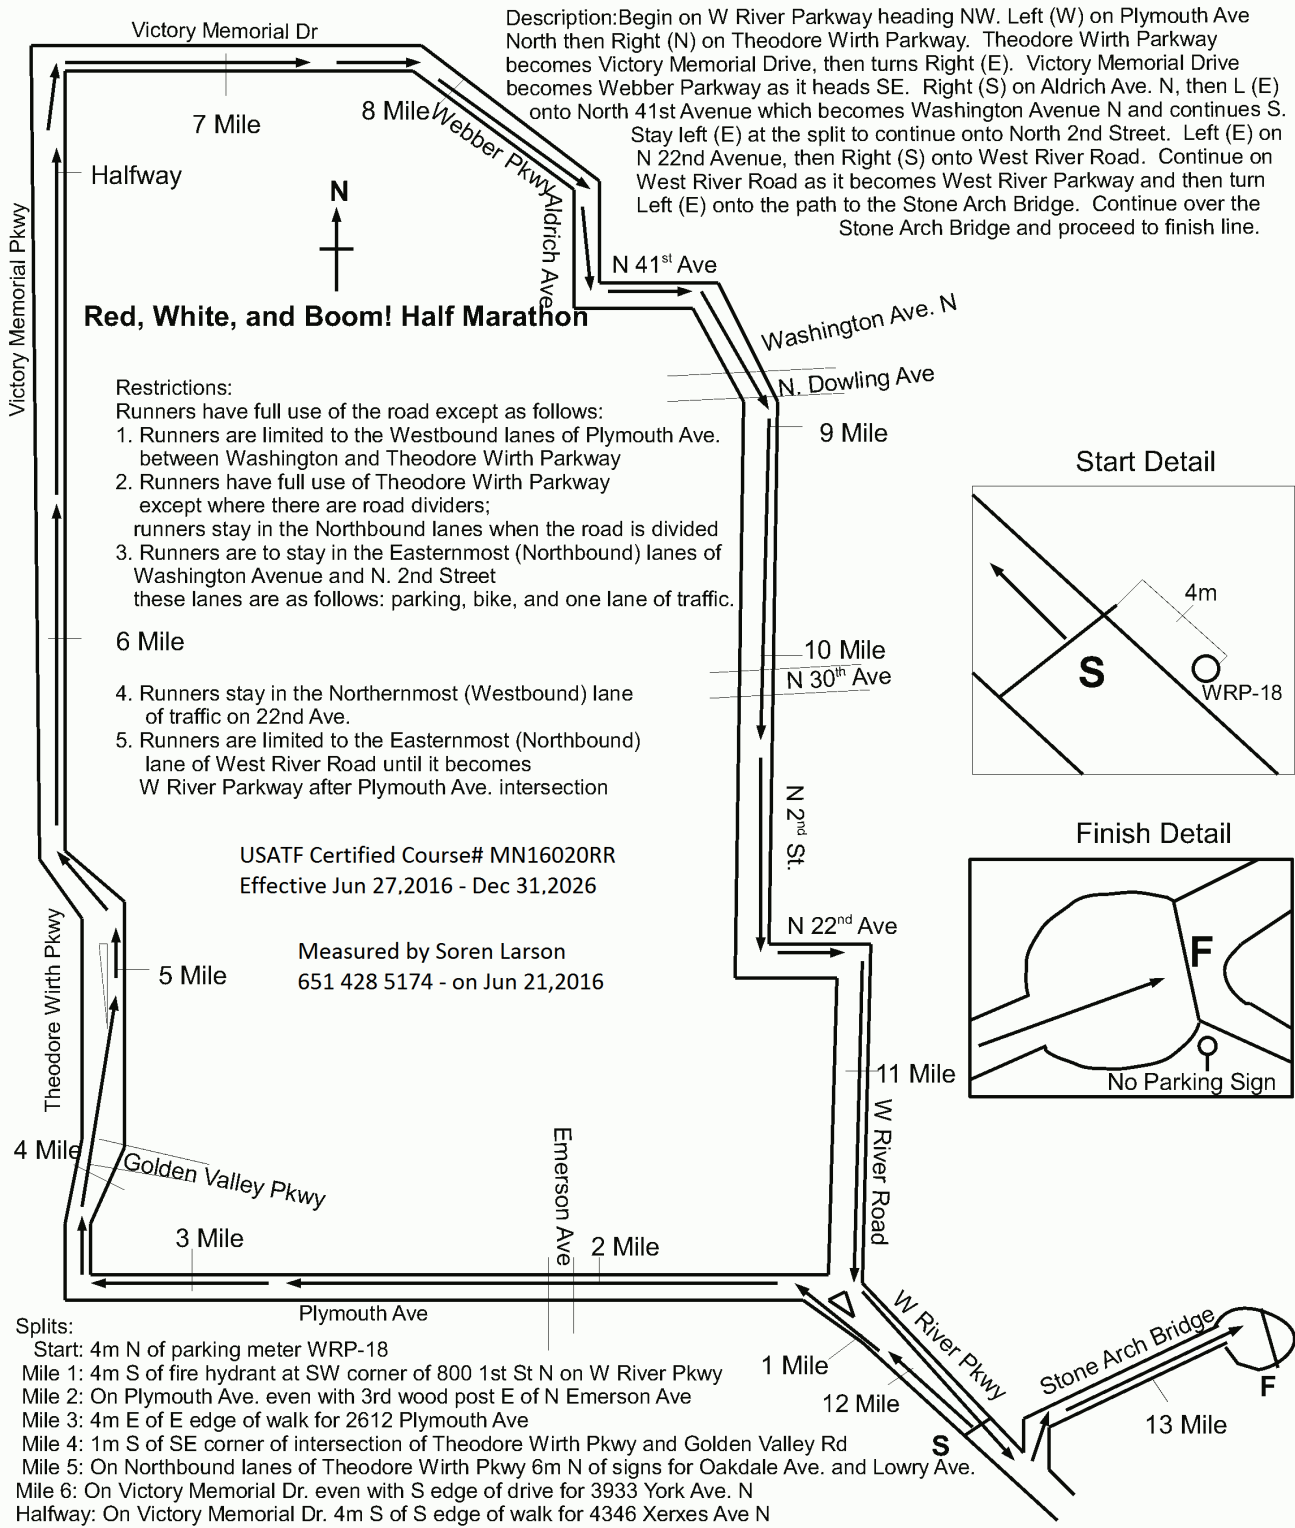 Description:Begin on W River Parkway heading NW. Left (W) on Plymouth Ave
North then Right (N) on Theodore Wirth Parkway. Theodore Wirth Parkway
becomes Victory Memorial Drive, then turns Right (E). Victory Memorial Drive
becomes Webber Parkway as it heads SE. Right (S) on Aldrich Ave. N, then L (E)
onto North 41st Avenue which becomes Washington Avenue N and continues S.
Stay left (E) at the split to continue onto North 2nd Street. Left (E) on
N 22nd Avenue, then Right (S) onto West River Road. Continue on
West River Road as it becomes West River Parkway and then turn
Left (E) onto the path to the Stone Arch Bridge. Continue over the
Stone Arch Bridge and proceed to finish line.
Victory Memorial Dr
7 Mile
8 Mile
Webber Pkwy
Halfway
N
Aldrich Ave
Victory Memorial Pkwy
N 41st Ave
Red, White, and Boom! Half Marathon
Washington Ave. N
N. Dowling Ave
9 Mile
Restrictions:
Runners have full use of the road except as follows:
1. Runners are limited to the Westbound lanes of Plymouth Ave.
between Washington and Theodore Wirth Parkway
2. Runners have full use of Theodore Wirth Parkway
except where there are road dividers;
runners stay in the Northbound lanes when the road is divided
3. Runners are to stay in the Easternmost (Northbound) lanes of
Washington Avenue and N. 2nd Street
these lanes are as follows: parking, bike, and one lane of traffic.
6 Mile
10 Mile
N 30th Ave
4. Runners stay in the Northernmost (Westbound) lane
of traffic on 22nd Ave.
5. Runners are limited to the Easternmost (Northbound)
lane of West River Road until it becomes
W River Parkway after Plymouth Ave. intersection
Start Detail
4m
S
WRP-18
N 2nd St.
Finish Detail
F
No Parking Sign
USATF Certified Course# MN16020RR
Effective Jun 27,2016 - Dec 31,2026
Measured by Soren Larson
651 428 5174 - on Jun 21,2016
N 22nd Ave
Theodore Wirth Pkwy
5 Mile
11 Mile
W River Road
4 Mile
Golden Valley Pkwy
Emerson Ave
3 Mile
2 Mile
Plymouth Ave
W River Pkwy
1 Mile
12 Mile
S
Stone Arch Bridge
F
13 Mile
Splits:
Start: 4m N of parking meter WRP-18
Mile 1: 4m S of fire hydrant at SW corner of 800 1st St N on W River Pkwy
Mile 2: On Plymouth Ave. even with 3rd wood post E of N Emerson Ave
Mile 3: 4m E of E edge of walk for 2612 Plymouth Ave
Mile 4: 1m S of SE corner of intersection of Theodore Wirth Pkwy and Golden Valley Rd
Mile 5: On Northbound lanes of Theodore Wirth Pkwy 6m N of signs for Oakdale Ave. and Lowry Ave.
Mile 6: On Victory Memorial Dr. even with S edge of drive for 3933 York Ave. N
Halfway: On Victory Memorial Dr. 4m S of S edge of walk for 4346 Xerxes Ave N